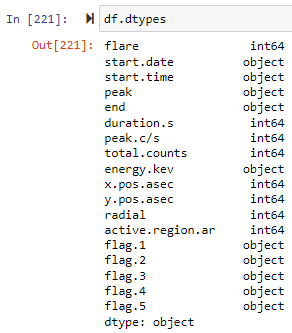 In [221]: df.dtypes
Out[221]: flare int64
start.date object
start.time object
peak object
end object
duration.s int64
peak.c/s int64
total.counts int64
energy.kev object
x.pos.asec int64
y.pos.asec int64
radial int64
active.region.ar int64
flag.1 object
flag.2 object
flag.3 object
flag.4 object
flag.5 object
dtype: object